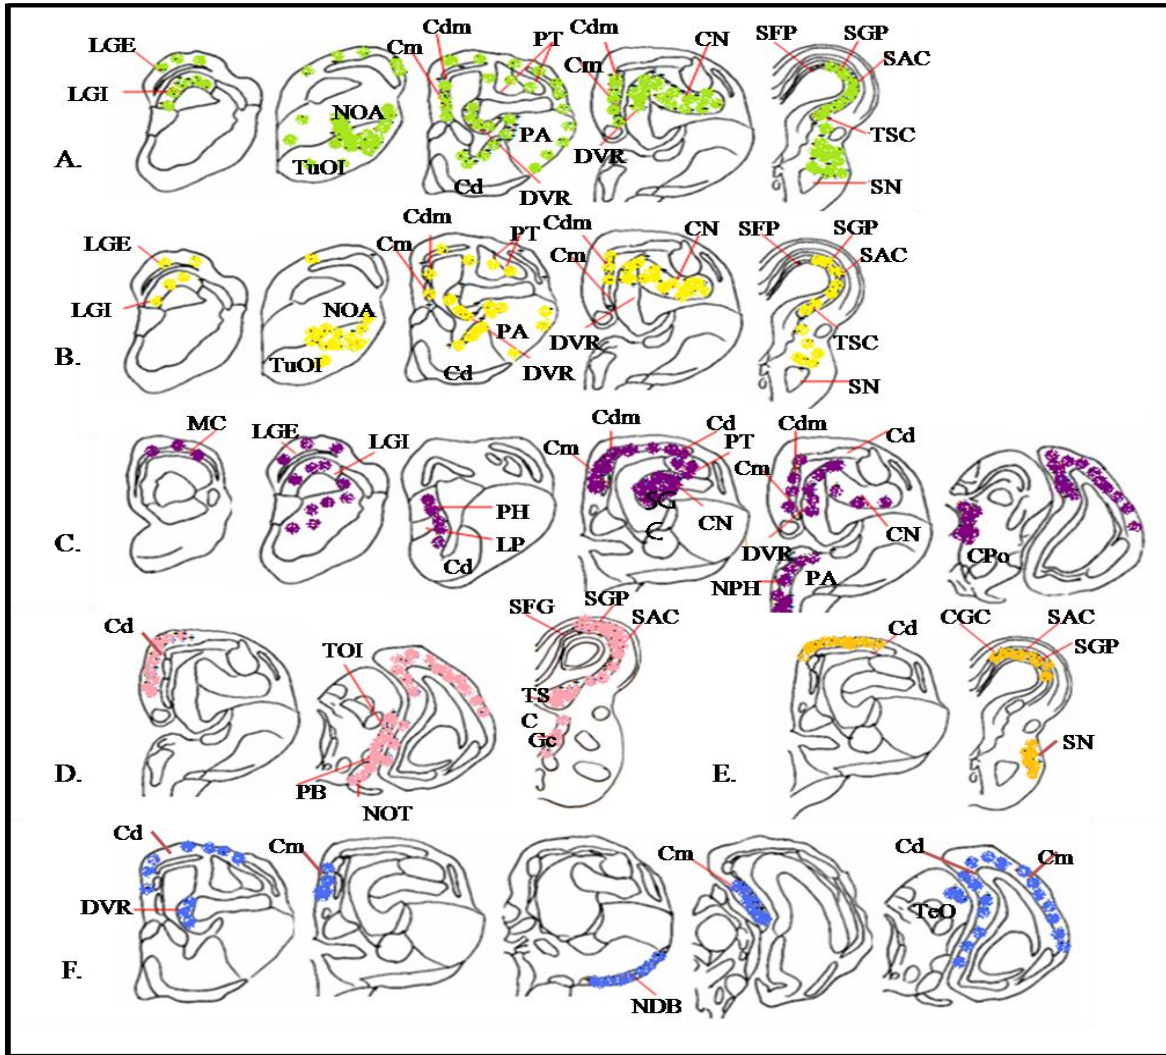 LGE
LGI
NOA
TuOI
Cm
Cdm
PT
PA
Cd
DVR
Cdm
Cm
CN
DVR
SFP
SGP
SAC
TSC
SN
A.
LGE
LGI
NOA
TuOI
Cdm
Cm
PT
PA
Cd
DVR
Cdm
Cm
CN
DVR
SFP
SGP
SAC
TSC
SN
B.
MC
LGE
LGI
PH
LP
Cd
Cdm
Cm
Cd
PT
SG
C
CN
Cdm
Cd
Cm
DVR
CN
NPH
PA
CPo
C.
Cd
TOI
PB
NOT
SFG
SGP
SAC
TS
C
Gc
D.
Cd
CGC
SAC
SGP
SN
E.
Cd
DVR
Cm
NDB
Cm
Cd
Cm
TeO
F.